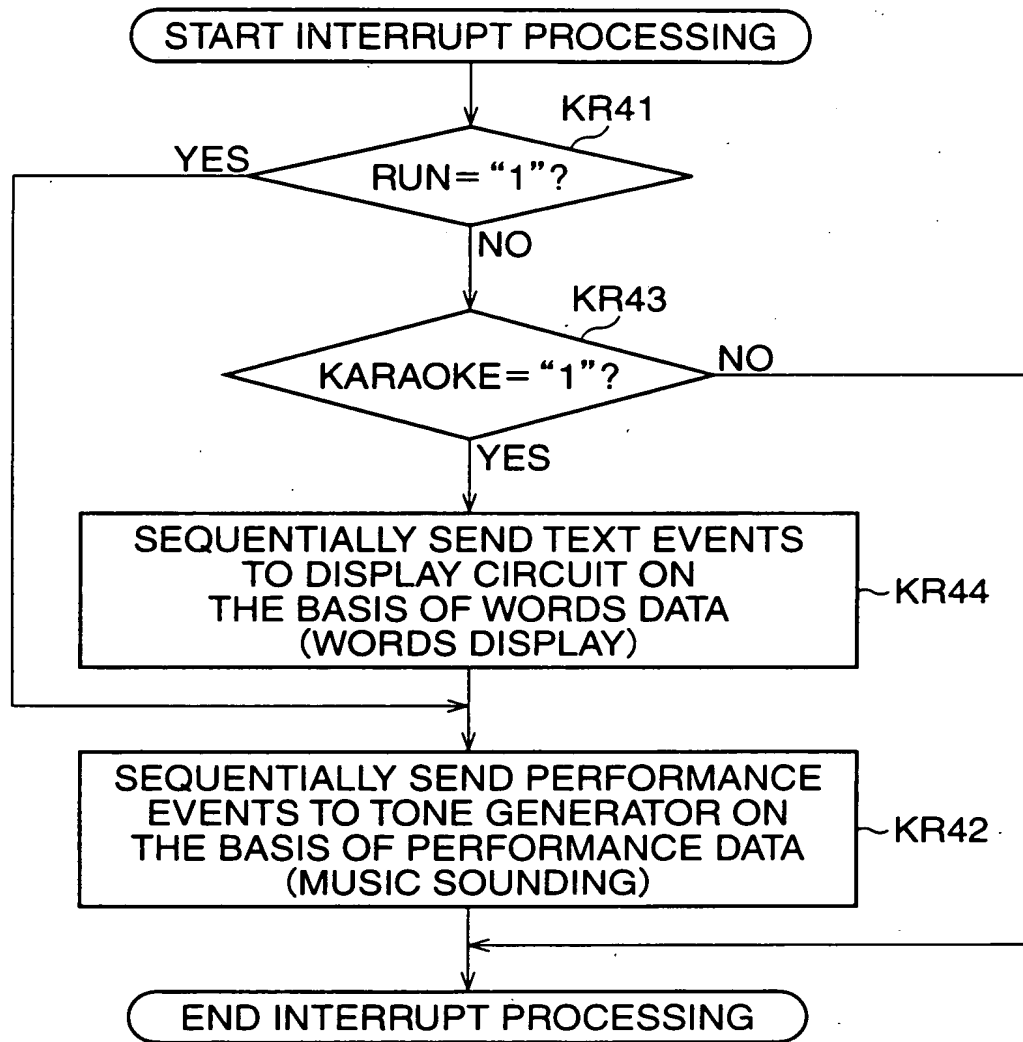 START INTERRUPT PROCESSING
KR41
YES
RUN= “1”?
NO
KR43
KARAOKE= “1”?
NO
YES
SEQUENTIALLY SEND TEXT EVENTS
TO DISPLAY CIRCUIT ON
THE BASIS OF WORDS DATA
(WORDS DISPLAY)
KR44
SEQUENTIALLY SEND PERFORMANCE
EVENTS TO TONE GENERATOR ON
THE BASIS OF PERFORMANCE DATA
(MUSIC SOUNDING)
KR42
END INTERRUPT PROCESSING